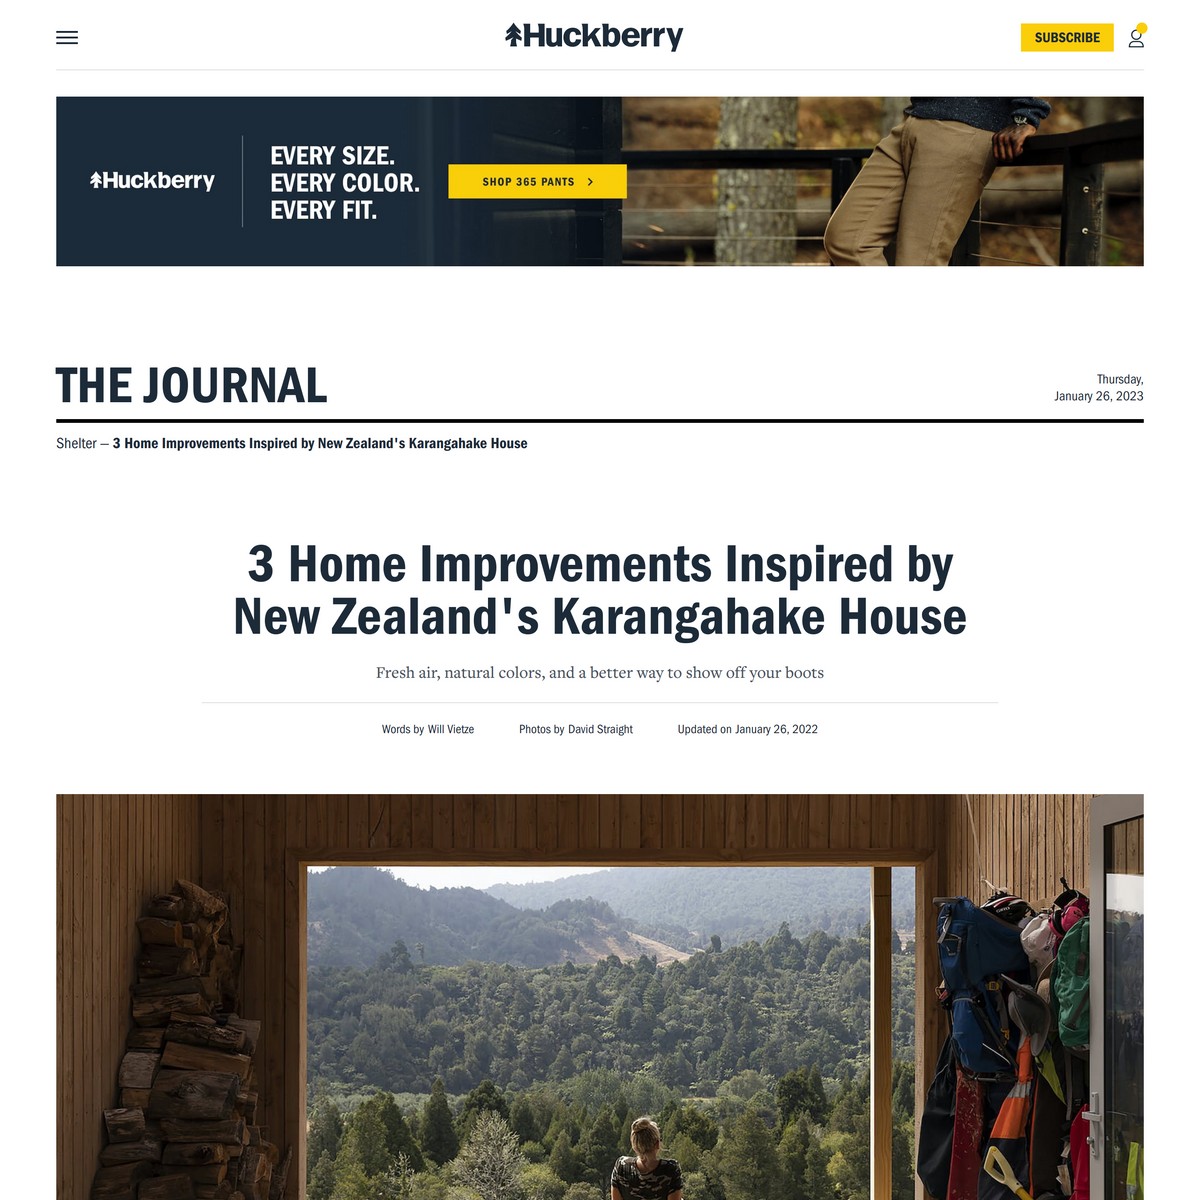 Huckberry
SUBSCRIBE
Huckberry
EVERY SIZE.
EVERY COLOR.
EVERY FIT.
SHOP 365 PANTS
THE JOURNAL
Thursday,
January 26, 2023
Shelter – 3 Home Improvements Inspired by New Zealand's Karangahake House
3 Home Improvements Inspired by
New Zealand's Karangahake House
Fresh air, natural colors, and a better way to show off your boots
Words by Will Vietze
Photos by David Straight
Updated on January 26, 2022